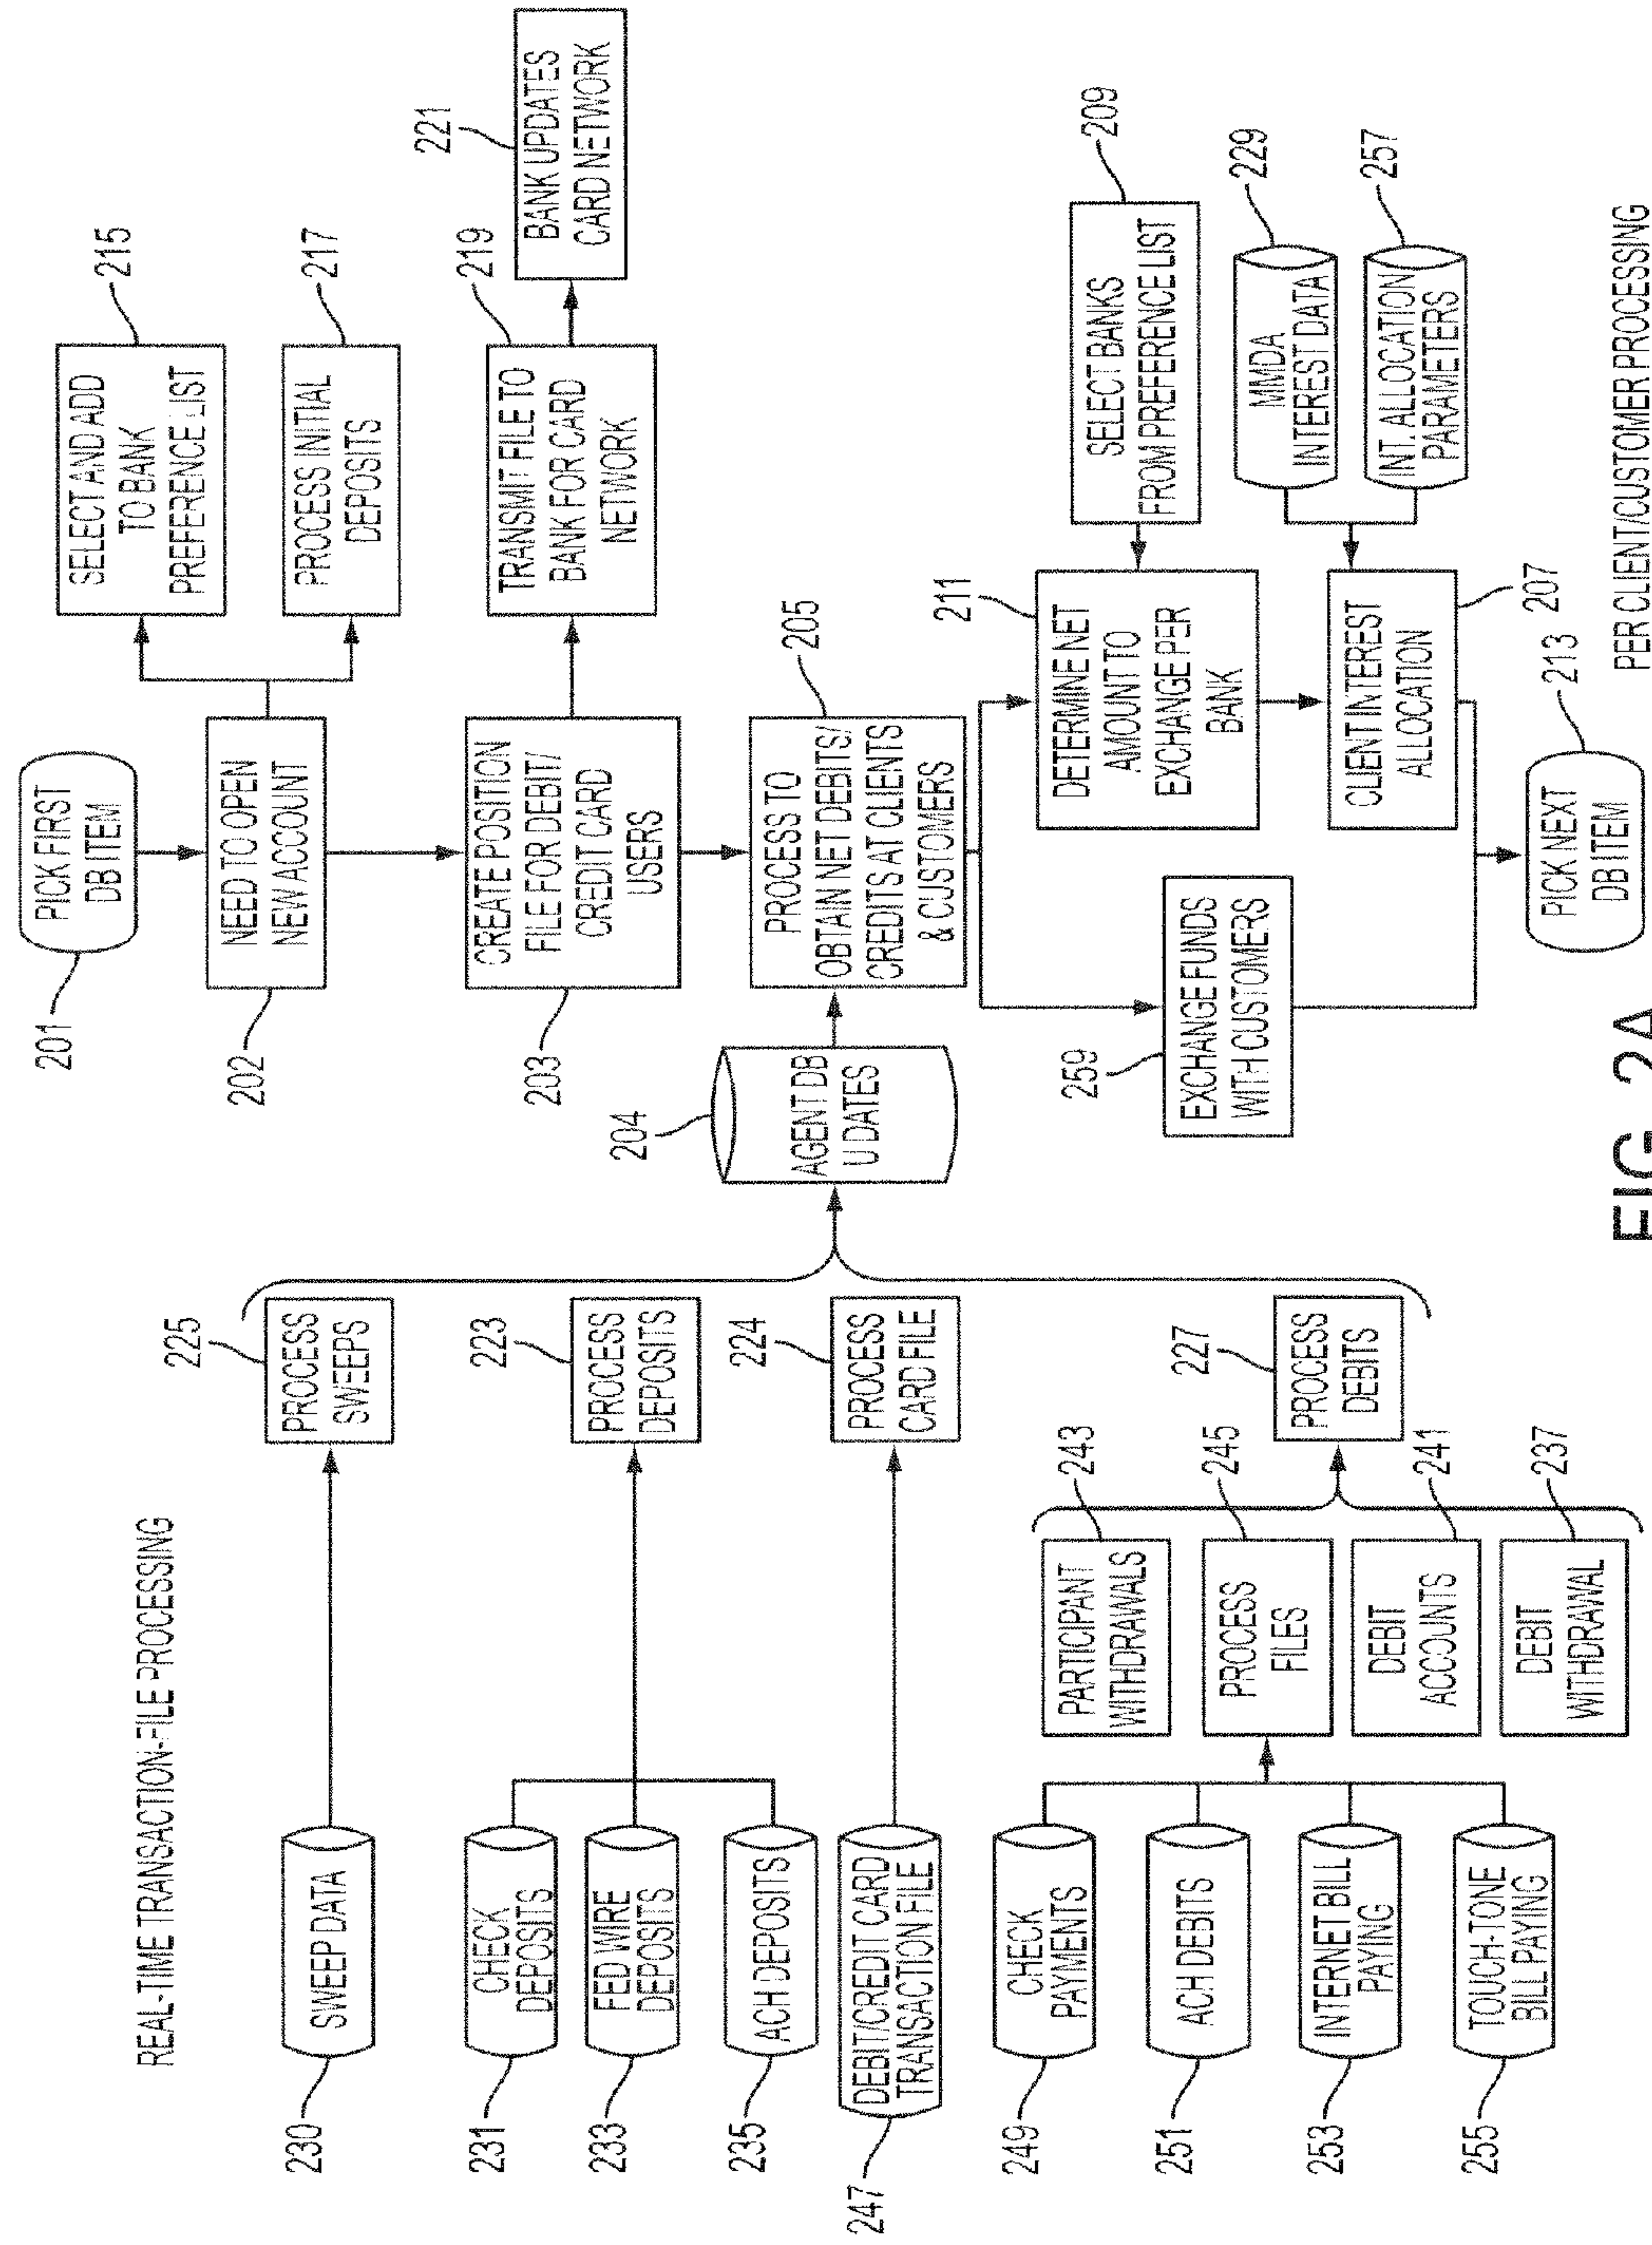 REAL-TIME TRANSACTION-FILE PROCESSING
230
SWEEP DATA
225
PROCESS
SWEEPS
231
CHECK
DEPOSITS
233
FED WIRE
DEPOSITS
235
ACH DEPOSITS
223
PROCESS
DEPOSITS
247
DEBIT/CREDIT CARD
TRANSACTION FILE
224
PROCESS
CARD FILE
249
CHECK
PAYMENTS
251
ACH DEBITS
253
INTERNET BILL
PAYING
255
TOUCH-TONE
BILL PAYING
243
PARTICIPANT
WITHDRAWALS
245
PROCESS
FILES
241
DEBIT
ACCOUNTS
237
DEBIT
WITHDRAWAL
227
PROCESS
DEBITS
204
AGENT DB
U DATES
201
PICK FIRST
DB ITEM
202
NEED TO OPEN
NEW ACCOUNT
215
SELECT AND ADD
TO BANK
PREFERENCE LIST
217
PROCESS INITIAL
DEPOSITS
203
CREATE POSITION
FILE FOR DEBIT/
CREDIT CARD
USERS
219
TRANSMIT FILE TO
BANK FOR CARD
NETWORK
221
BANK UPDATES
CARD NETWORK
205
PROCESS TO
OBTAIN NET DEBITS/
CREDITS AT CLIENTS
& CUSTOMERS
259
EXCHANGE FUNDS
WITH CUSTOMERS
211
DETERMINE NET
AMOUNT TO
EXCHANGE PER
BANK
209
SELECT BANKS
FROM PREFERENCE LIST
229
MMDA
INTEREST DATA
257
INT. ALLOCATION
PARAMETERS
207
CLIENT INTEREST
ALLOCATION
213
PICK NEXT
DB ITEM
PER CLIENT/CUSTOMER PROCESSING
FIG. 2A